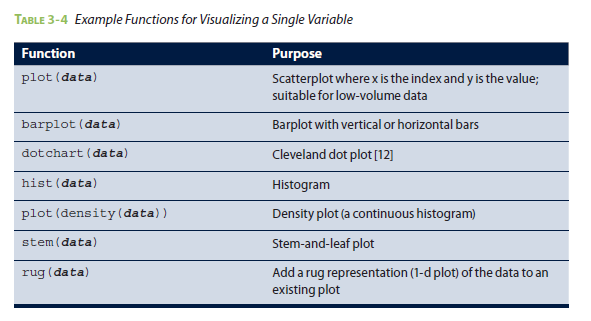 TABLE 3-4 Example Functions for Visualizing a Single Variable
Function Purpose
plot(data) Scatterplot where x is the index and y is the value;
suitable for low-volume data
barplot(data) Barplot with vertical or horizontal bars
dotchart(data) Cleveland dot plot [12]
hist(data) Histogram
plot(density(data)) Density plot (a continuous histogram)
stem(data) Stem-and-leaf plot
rug(data) Add a rug representation (1-d plot) of the data to an
existing plot